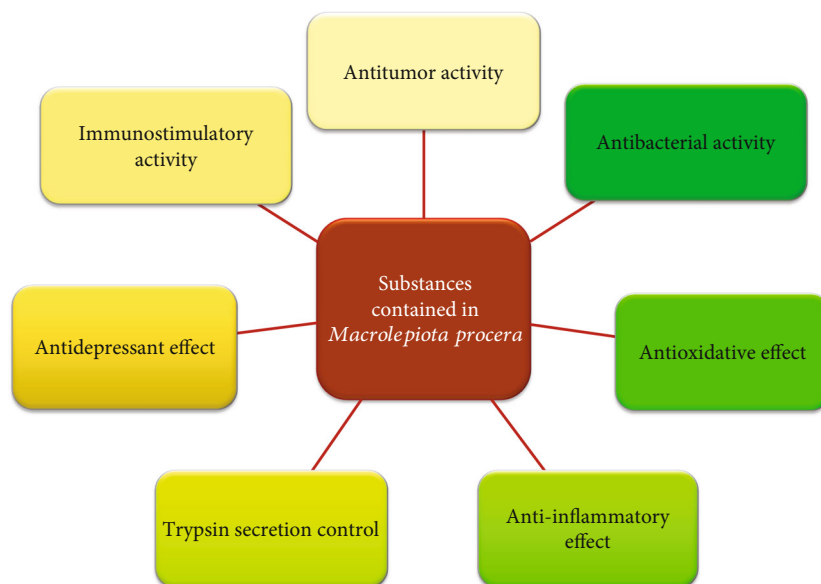 Antitumor activity
Immunostimulatory
activity
Antibacterial activity
Substances
contained in
Macrolepiota procera
Antidepressant effect
Antioxidative effect
Trypsin secretion control
Anti-inflammatory
effect